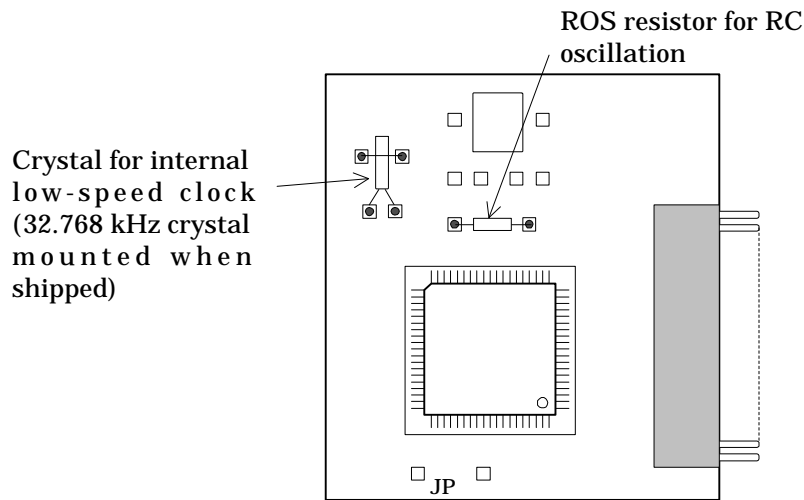 ROS resistor for RC
oscillation
Crystal for internal
low-speed clock
(32.768 kHz crystal
mounted when
shipped)
JP